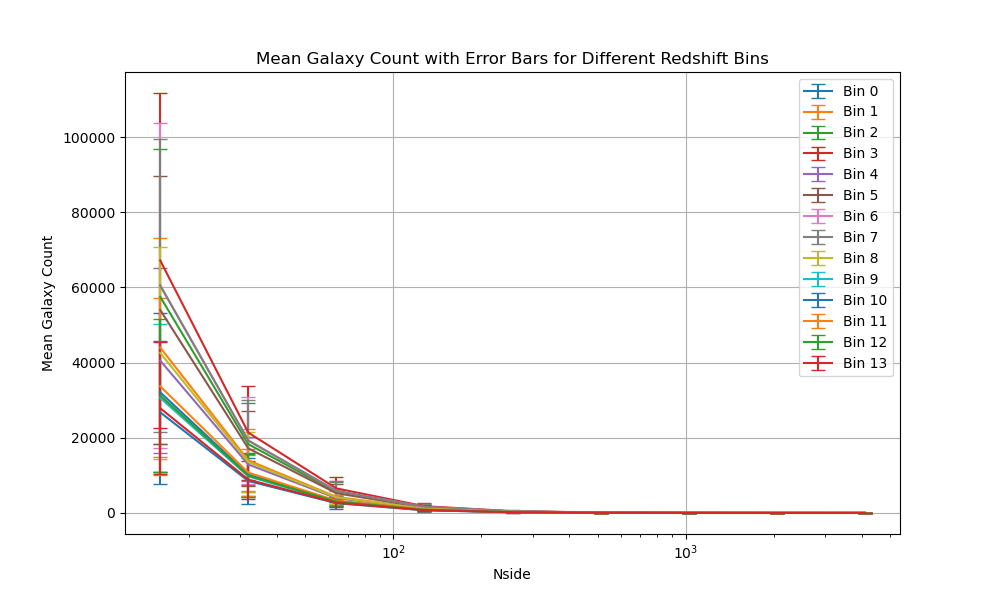 Mean Galaxy Count with Error Bars for Different Redshift Bins
Mean Galaxy Count
100000
80000
60000
40000
20000
0
10²
10³
Nside
Bin 0
Bin 1
Bin 2
Bin 3
Bin 4
Bin 5
Bin 6
Bin 7
Bin 8
Bin 9
Bin 10
Bin 11
Bin 12
Bin 13